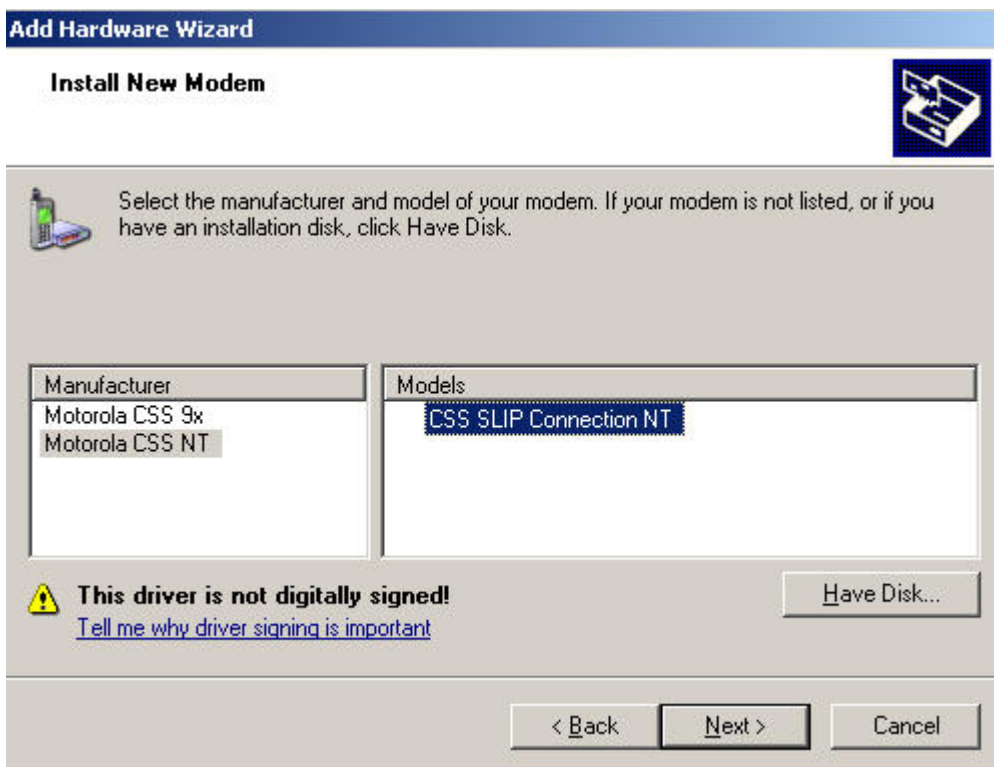 Add Hardware Wizard
Install New Modem
Select the manufacturer and model of your modem. If your modem is not listed, or if you
have an installation disk, click Have Disk.
Manufacturer
Motorola CSS 9x
Motorola CSS NT
Models
CSS SLIP Connection NT
This driver is not digitally signed!
Tell me why driver signing is important
Have Disk...
< Back
Next >
Cancel